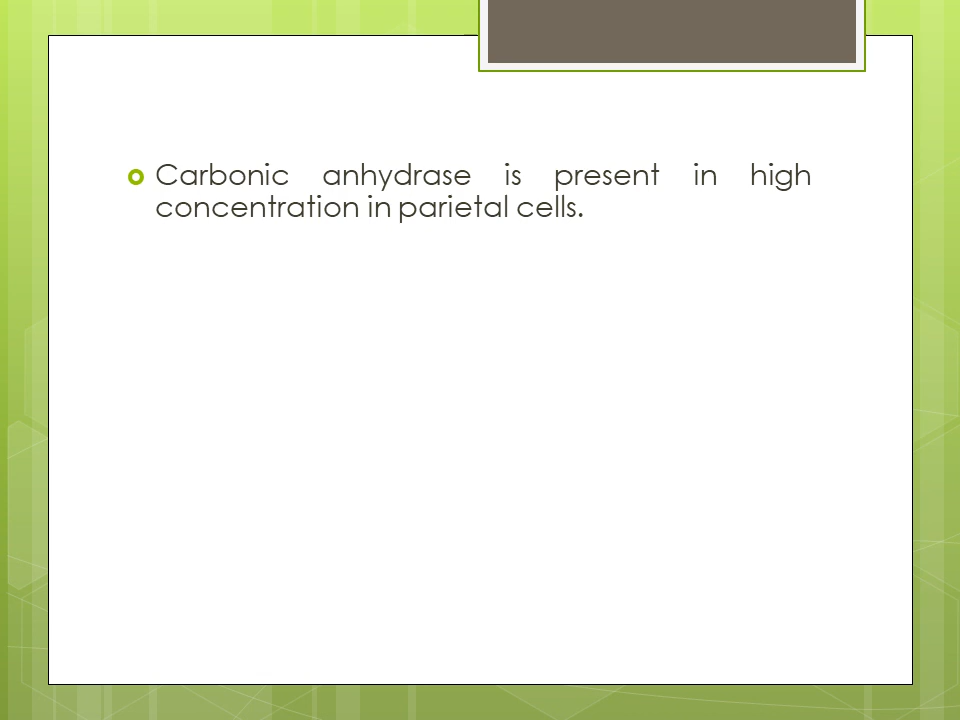 Carbonic anhydrase is present in high
concentration in parietal cells.